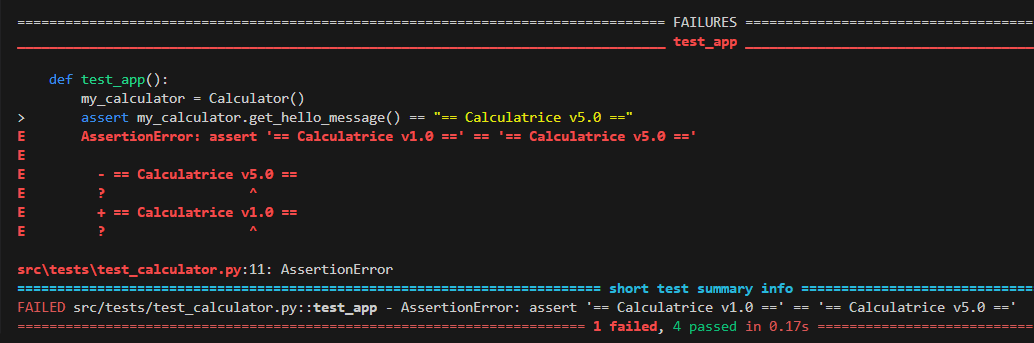 ================================================================================= FAILURES ====================================
_________________________________________________________________________________ test_app ____________________________________
    def test_app():
        my_calculator = Calculator()
>       assert my_calculator.get_hello_message() == "== Calculatrice v5.0 =="
E       AssertionError: assert '== Calculatrice v1.0 ==' == '== Calculatrice v5.0 =='
E
E         - == Calculatrice v5.0 ==
E         ?                  ^
E         + == Calculatrice v1.0 ==
E         ?                  ^
src\tests\test_calculator.py:11: AssertionError
========================================================================= short test summary info =============================
FAILED src/tests/test_calculator.py::test_app - AssertionError: assert '== Calculatrice v1.0 ==' == '== Calculatrice v5.0 =='
======================================================================= 1 failed, 4 passed in 0.17s ===========================